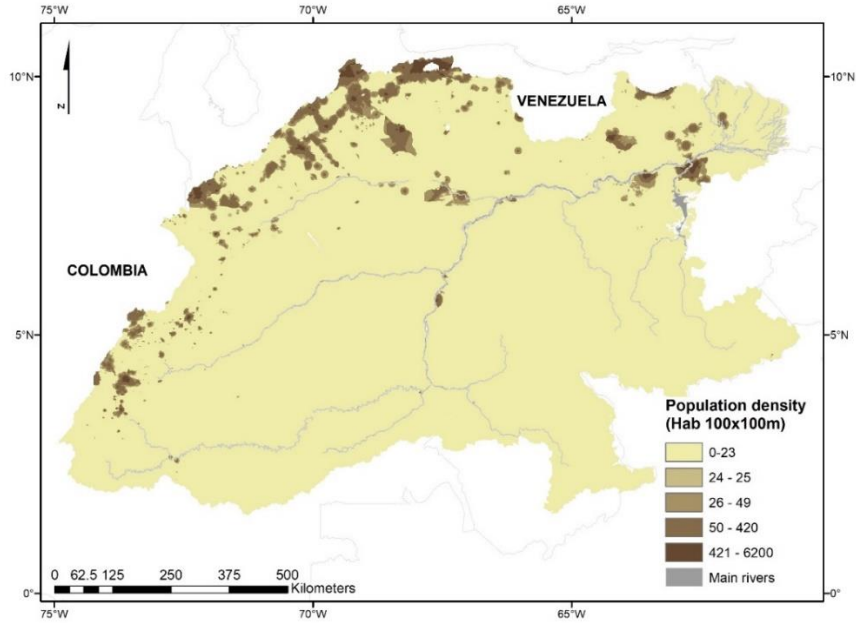 75°W
70°W
65°W
10°N
10°N
N
VENEZUELA
COLOMBIA
5°N
5°N
Population density
(Hab 100x100m)
0-23
24 - 25
26 - 49
50 - 420
421 - 6200
Main rivers
0 62.5 125 250 375 500
Kilometers
0°
0°
75°W
70°W
65°W